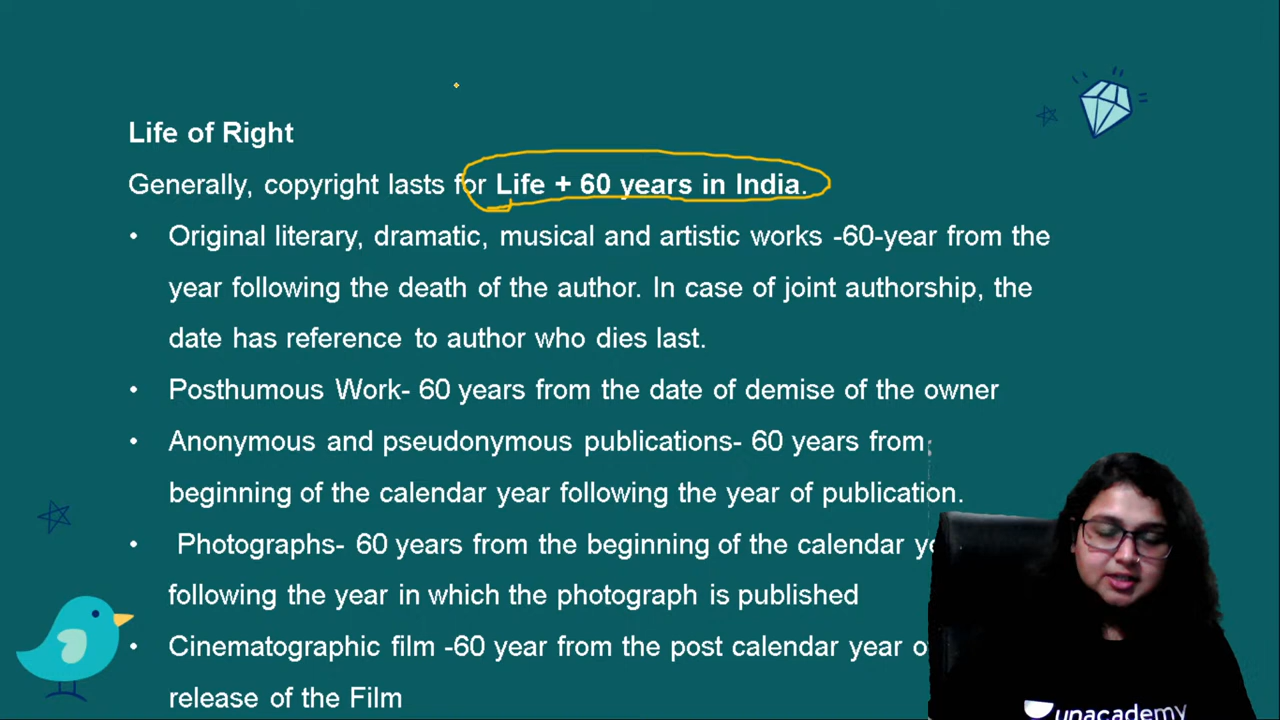 Life of Right
Generally, copyright lasts for Life + 60 years in India.
• Original literary, dramatic, musical and artistic works -60-year from the
year following the death of the author. In case of joint authorship, the
date has reference to author who dies last.
• Posthumous Work- 60 years from the date of demise of the owner
• Anonymous and pseudonymous publications- 60 years from
beginning of the calendar year following the year of publication.
• Photographs- 60 years from the beginning of the calendar
following the year in which the photograph is published
• Cinematographic film -60 year from the post calendar year
release of the Film
unacademy